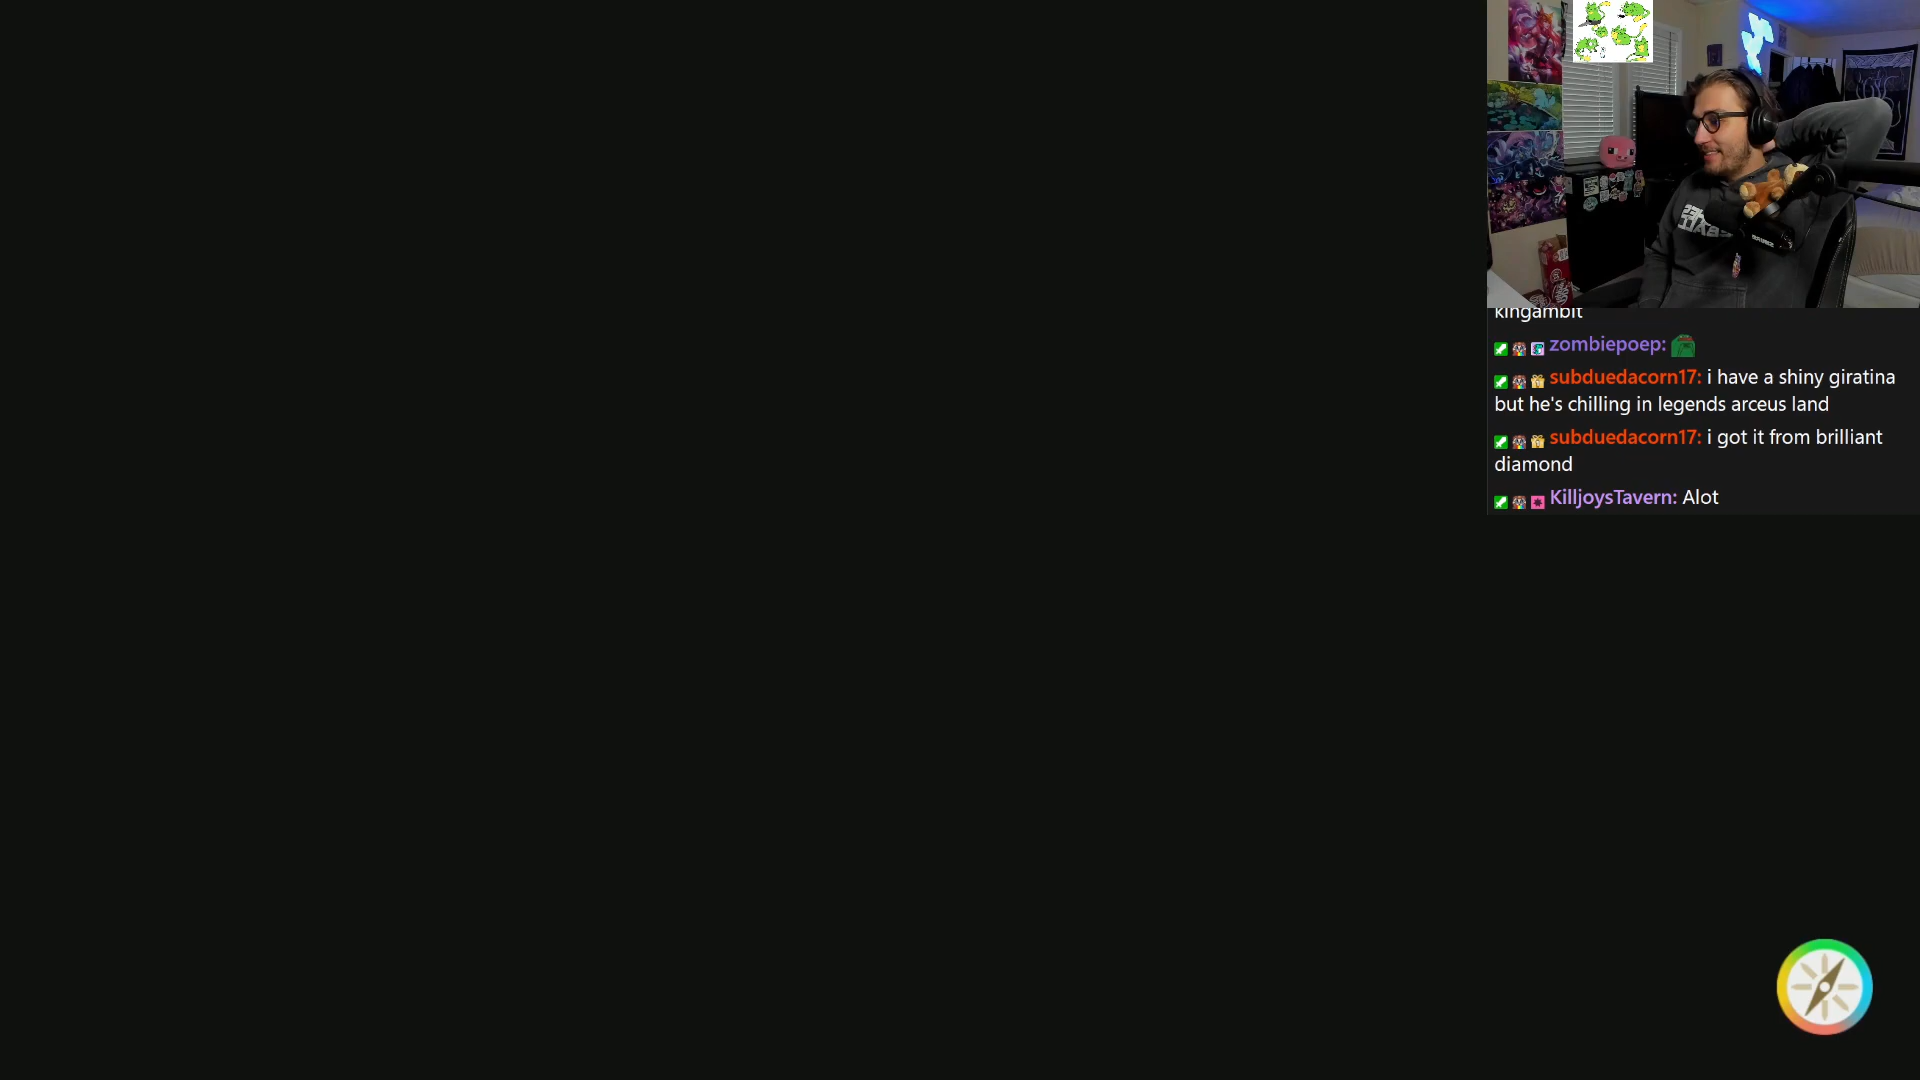 kingambit
zombiepoep:
subduedacorn17: i have a shiny giratina
but he's chilling in legends arceus land
subduedacorn17: i got it from brilliant
diamond
KilljoysTavern: Alot